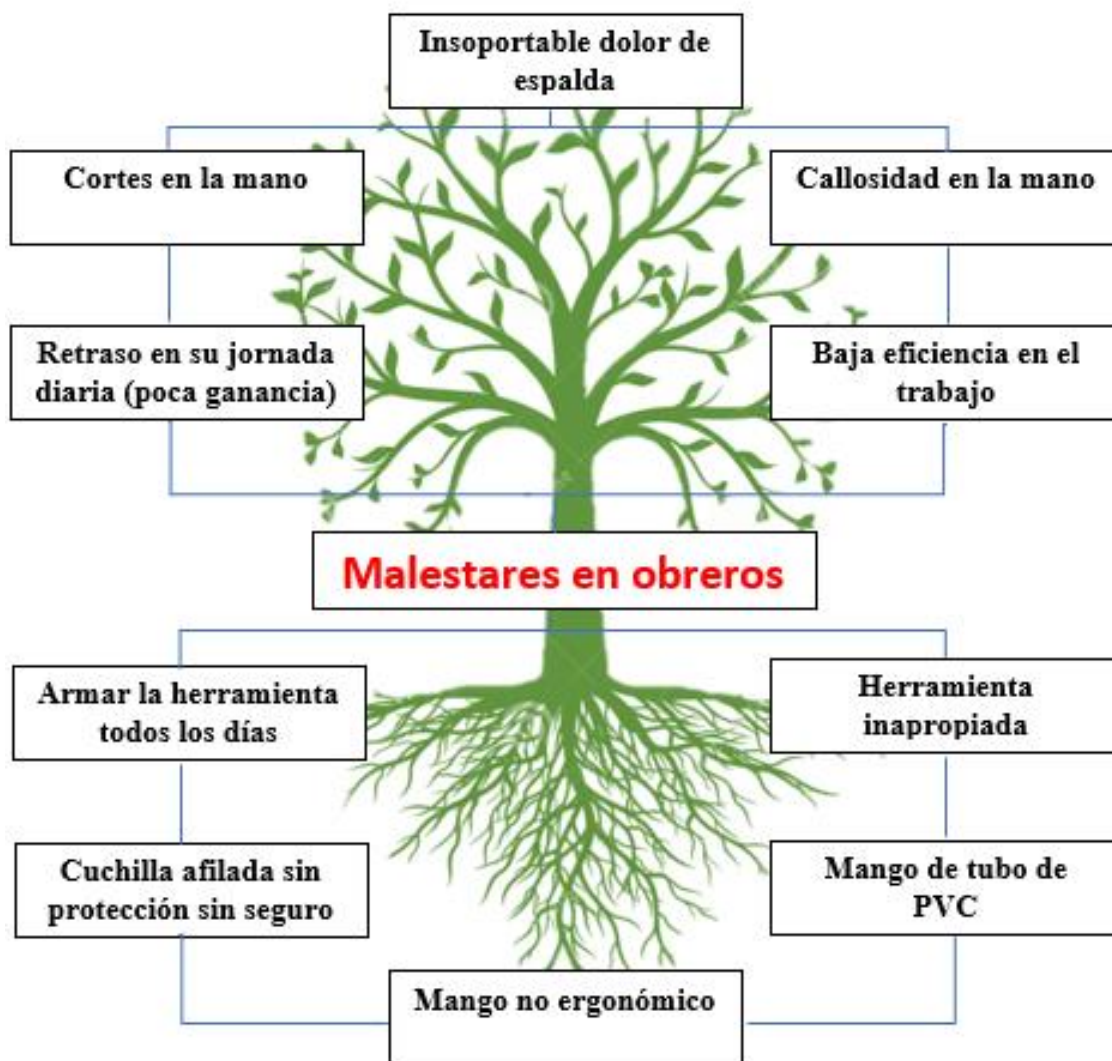 Insoportable dolor de
espalda
Cortes en la mano
Callosidad en la mano
Retraso en su jornada
diaria (poca ganancia)
Baja eficiencia en el
trabajo
Malestares en obreros
Armar la herramienta
todos los días
Herramienta
inapropiada
Cuchilla afilada sin
protección sin seguro
Mango de tubo de
PVC
Mango no ergonómico